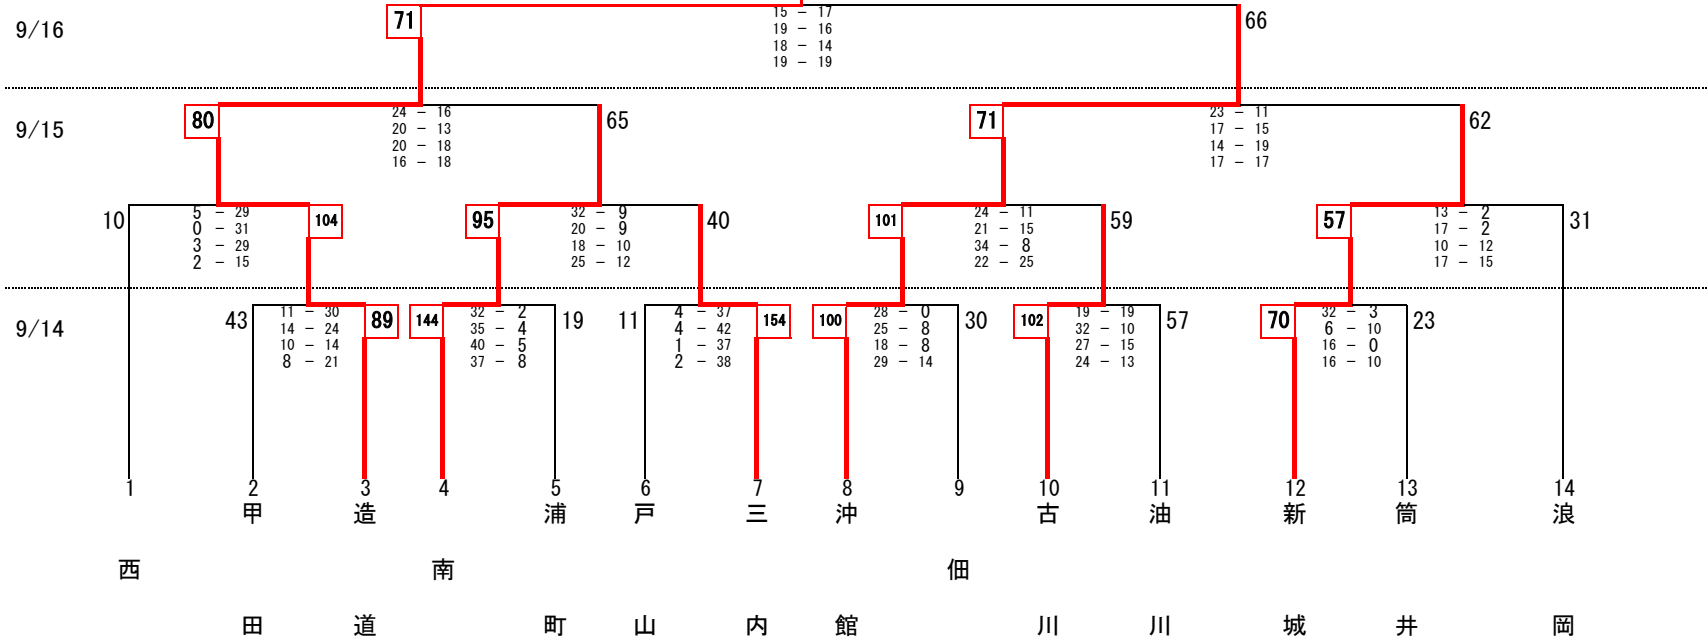 9/16
71
15 － 17
19 － 16
18 － 14
19 － 19
66
9/15
80
24 － 16
20 － 13
20 － 18
16 － 18
65
71
23 － 11
17 － 15
14 － 19
17 － 17
62
10
5 － 29
0 － 31
3 － 29
2 － 15
104
95
32 － 9
20 － 9
18 － 10
25 － 12
40
101
24 － 11
21 － 15
34 － 8
22 － 25
59
57
13 － 2
17 － 2
10 － 12
17 － 15
31
9/14
43
11 － 30
14 － 24
10 － 14
8 － 21
89
144
32 － 2
35 － 4
40 － 5
37 － 8
19
11
4 － 37
4 － 42
1 － 37
2 － 38
154
100
28 － 0
25 － 8
18 － 8
29 － 14
30
102
19 － 19
32 － 10
27 － 15
24 － 13
57
70
32 － 3
6 － 10
16 － 0
16 － 10
23
1 西
2 甲田
3 造道
4 南
5 浦町
6 戸山
7 三内
8 沖館
9 佃
10 古川
11 油川
12 新城
13 筒井
14 浪岡